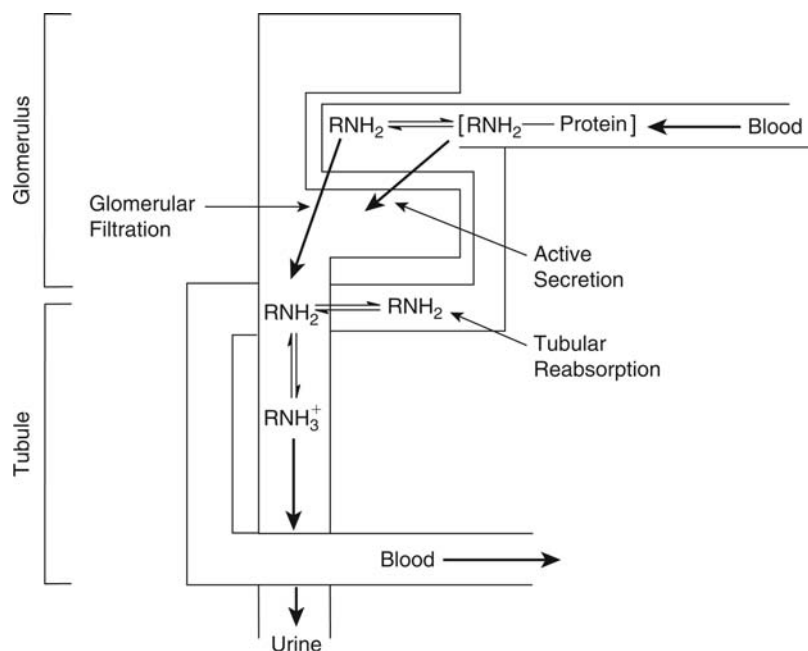 Glomerulus
RNH₂ ⇌ [RNH₂ — Protein] Blood
Glomerular
Filtration
Active
Secretion
RNH₂ ⇌ RNH₂
Tubular
Reabsorption
RNH₃⁺
Tubule
Blood
Urine